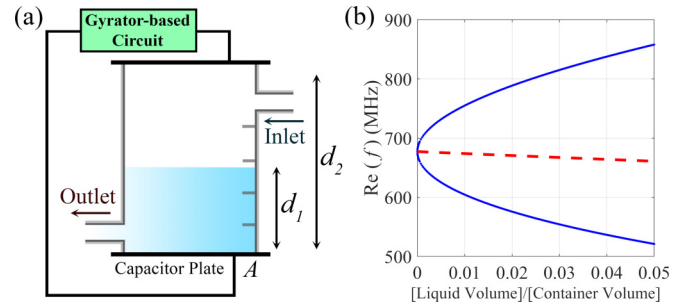 (a)
Gyrator-based
Circuit
Inlet
d₂
Outlet
d₁
Capacitor Plate
A
(b)
Re (f) (MHz)
900
800
700
600
500
0 0.01 0.02 0.03 0.04 0.05
[Liquid Volume]/[Container Volume]